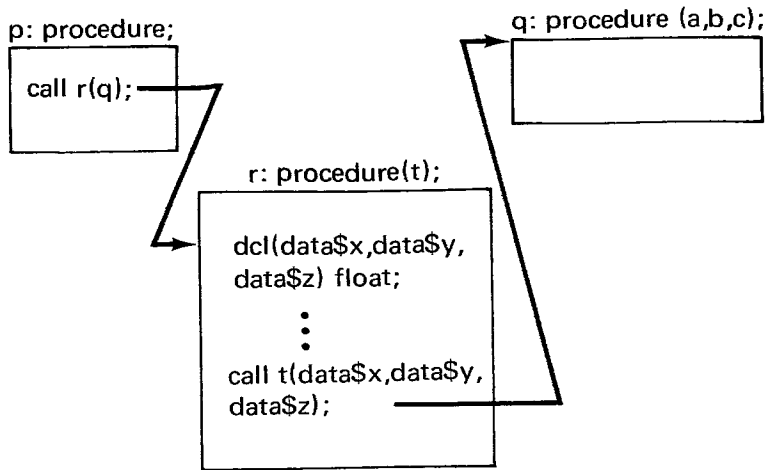 p: procedure;
call r(q);
q: procedure (a,b,c);
r: procedure(t);
dcl(data$x,data$y,
data$z) float;
call t(data$x,data$y,
data$z);